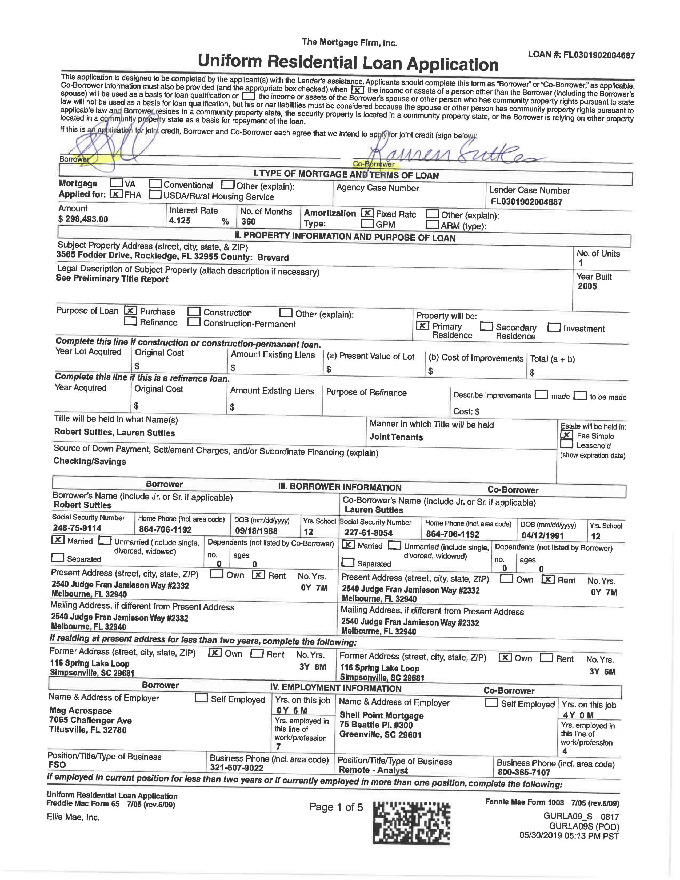 The Mortgage Firm, Inc.
LOAN #: FL0301902004687
Uniform Residential Loan Application
This application is designed to be completed by the applicant(s) with the Lender's assistance. Applicants should complete this form as "Borrower" or "Co-Borrower," as applicable.
Co-Borrower information must also be provided (and the appropriate box checked) when [x] the income or assets of a person other than the Borrower (including the Borrower's
spouse) will be used as a basis for loan qualification or [ ] the income or assets of the Borrower's spouse or other person who has community property rights pursuant to state
law will not be used as a basis for loan qualification, but his or her liabilities must be considered because the spouse or other person has community property rights pursuant to
applicable law and Borrower resides in a community property state, the security property is located in a community property state, or the Borrower is relying on other property
located in a community property state as a basis for repayment of the loan.
If this is an application for joint credit, Borrower and Co-Borrower each agree that we intend to apply for joint credit (sign below):
Lauren Suttles
Borrower Co-Borrower
I. TYPE OF MORTGAGE AND TERMS OF LOAN
Mortgage Applied for: [ ] VA [x] FHA [ ] Conventional [ ] USDA/Rural Housing Service [ ] Other (explain):
Agency Case Number
Lender Case Number
FL0301902004687
Amount $ 298,493.00
Interest Rate 4.125 %
No. of Months 360
Amortization Type: [x] Fixed Rate [ ] GPM [ ] Other (explain): [ ] ARM (type):
II. PROPERTY INFORMATION AND PURPOSE OF LOAN
Subject Property Address (street, city, state, & ZIP)
3565 Fodder Drive, Rockledge, FL 32955 County: Brevard
No. of Units
1
Legal Description of Subject Property (attach description if necessary)
See Preliminary Title Report
Year Built
2005
Purpose of Loan [x] Purchase [ ] Refinance [ ] Construction [ ] Construction-Permanent [ ] Other (explain):
Property will be: [x] Primary Residence [ ] Secondary Residence [ ] Investment
Complete this line if construction or construction-permanent loan.
Year Lot Acquired Original Cost $ Amount Existing Liens $ (a) Present Value of Lot $ (b) Cost of Improvements $ Total (a + b) $
Complete this line if this is a refinance loan.
Year Acquired Original Cost $ Amount Existing Liens $ Purpose of Refinance Describe Improvements [ ] made [ ] to be made
Cost: $
Title will be held in what Name(s)
Robert Suttles, Lauren Suttles
Manner in which Title will be held
Joint Tenants
Estate will be held in:
[x] Fee Simple
[ ] Leasehold
(show expiration date)
Source of Down Payment, Settlement Charges, and/or Subordinate Financing (explain)
Checking/Savings
Borrower III. BORROWER INFORMATION Co-Borrower
Borrower's Name (include Jr. or Sr. if applicable)
Robert Suttles
Co-Borrower's Name (include Jr. or Sr. if applicable)
Lauren Suttles
Social Security Number Home Phone (incl. area code) DOB (mm/dd/yyyy) Yrs. School
248-75-9114 864-706-1192 09/18/1988 12
Social Security Number Home Phone (incl. area code) DOB (mm/dd/yyyy) Yrs. School
227-61-8054 864-706-1192 04/12/1991 12
[x] Married [ ] Unmarried (include single, divorced, widowed) [ ] Separated
Dependents (not listed by Co-Borrower) no. 0 ages 0
[x] Married [ ] Unmarried (include single, divorced, widowed) [ ] Separated
Dependents (not listed by Borrower) no. 0 ages 0
Present Address (street, city, state, ZIP) [ ] Own [x] Rent No. Yrs. 0Y 7M
2540 Judge Fran Jamieson Way #2332
Melbourne, FL 32940
Present Address (street, city, state, ZIP) [ ] Own [x] Rent No. Yrs. 0Y 7M
2540 Judge Fran Jamieson Way #2332
Melbourne, FL 32940
Mailing Address, if different from Present Address
2540 Judge Fran Jamieson Way #2332
Melbourne, FL 32940
Mailing Address, if different from Present Address
2540 Judge Fran Jamieson Way #2332
Melbourne, FL 32940
If residing at present address for less than two years, complete the following:
Former Address (street, city, state, ZIP) [x] Own [ ] Rent No. Yrs. 3Y 6M
116 Spring Lake Loop
Simpsonville, SC 29681
Former Address (street, city, state, ZIP) [x] Own [ ] Rent No. Yrs. 3Y 6M
116 Spring Lake Loop
Simpsonville, SC 29681
Borrower IV. EMPLOYMENT INFORMATION Co-Borrower
Name & Address of Employer [ ] Self Employed
Mag Acrospace
7065 Challenger Ave
Titusville, FL 32780
Yrs. on this job
0Y 5M
Yrs. employed in this line of work/profession
7
Name & Address of Employer [ ] Self Employed
Shell Point Mortgage
75 Beattie Pl. #300
Greenville, SC 29601
Yrs. on this job
4Y 0M
Yrs. employed in this line of work/profession
4
Position/Title/Type of Business
FSO
Business Phone (incl. area code)
321-607-9022
Position/Title/Type of Business
Remote - Analyst
Business Phone (incl. area code)
800-365-7107
If employed in current position for less than two years or if currently employed in more than one position, complete the following:
Uniform Residential Loan Application
Freddie Mac Form 65 7/05 (rev.6/09)
Ellie Mae, Inc.
Page 1 of 5
Fannie Mae Form 1003 7/05 (rev.6/09)
GURLA09_S 0817
GURLA09S (POD)
05/30/2019 05:13 PM PST